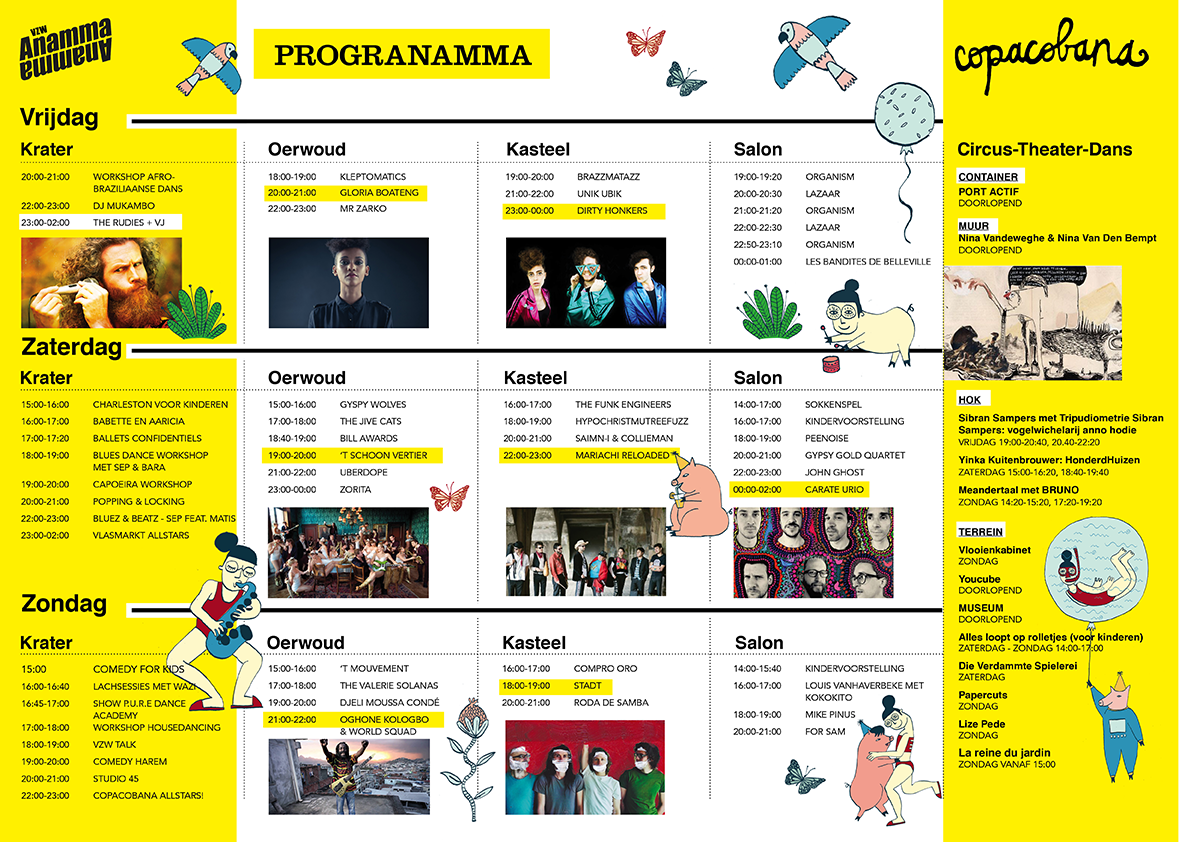 VZW
Anamma
Anamma
PROGRANAMMA
copacobana
Vrijdag
Krater
20:00-21:00 WORKSHOP AFRO-
BRAZILIAANSE DANS
22:00-23:00 DJ MUKAMBO
23:00-02:00 THE RUDIES + VJ
Oerwoud
18:00-19:00 KLEPTOMATICS
20:00-21:00 GLORIA BOATENG
22:00-23:00 MR ZARKO
Kasteel
19:00-20:00 BRAZZMATAZZ
21:00-22:00 UNIK UBIK
23:00-00:00 DIRTY HONKERS
Salon
19:00-19:20 ORGANISM
20:00-20:30 LAZAAR
21:00-21:20 ORGANISM
22:00-22:30 LAZAAR
22:50-23:10 ORGANISM
00:00-01:00 LES BANDITES DE BELLEVILLE
Zaterdag
Krater
15:00-16:00 CHARLESTON VOOR KINDEREN
16:00-17:00 BABETTE EN AARICIA
17:00-17:20 BALLETS CONFIDENTIELS
18:00-19:00 BLUES DANCE WORKSHOP
MET SEP & BARA
19:00-20:00 CAPOEIRA WORKSHOP
20:00-21:00 POPPING & LOCKING
22:00-23:00 BLUEZ & BEATZ - SEP FEAT. MATIS
23:00-02:00 VLASMARKT ALLSTARS
Oerwoud
15:00-16:00 GYSPY WOLVES
17:00-18:00 THE JIVE CATS
18:40-19:00 BILL AWARDS
19:00-20:00 ‘T SCHOON VERTIER
21:00-22:00 UBERDOPE
23:00-00:00 ZORITA
Kasteel
16:00-17:00 THE FUNK ENGINEERS
18:00-19:00 HYPOCHRISTMUTREEFUZZ
20:00-21:00 SAIMN-I & COLLIEMAN
22:00-23:00 MARIACHI RELOADED
Salon
14:00-17:00 SOKKENSPEL
16:00-17:00 KINDERVOORSTELLING
18:00-19:00 PEENOISE
20:00-21:00 GYPSY GOLD QUARTET
22:00-23:00 JOHN GHOST
00:00-02:00 CARATE URIO
Zondag
Krater
15:00 COMEDY FOR KIDS
16:00-16:40 LACHSESSIES MET WAZI
16:45-17:00 SHOW P.U.R.E DANCE
ACADEMY
17:00-18:00 WORKSHOP HOUSEDANCING
18:00-19:00 VZW TALK
19:00-20:00 COMEDY HAREM
20:00-21:00 STUDIO 45
22:00-23:00 COPACOBANA ALLSTARS!
Oerwoud
15:00-16:00 ‘T MOUVEMENT
17:00-18:00 THE VALERIE SOLANAS
19:00-20:00 DJELI MOUSSA CONDÉ
21:00-22:00 OGHONE KOLOGBO
& WORLD SQUAD
Kasteel
16:00-17:00 COMPRO ORO
18:00-19:00 STADT
20:00-21:00 RODA DE SAMBA
Salon
14:00-15:40 KINDERVOORSTELLING
16:00-17:00 LOUIS VANHAVERBEKE MET
KOKOKITO
18:00-19:00 MIKE PINUS
20:00-21:00 FOR SAM
Circus-Theater-Dans
CONTAINER
PORT ACTIF
DOORLOPEND
MUUR
Nina Vandeweghe & Nina Van Den Bempt
DOORLOPEND
HOK
Sibran Sampers met Tripudiometrie Sibran
Sampers: vogelwichelarij anno hodie
VRIJDAG 19:00-20:40, 20.40-22:20
Yinka Kuitenbrouwer: HonderdHuizen
ZATERDAG 15:00-16:20, 18:40-19:40
Meandertaal met BRUNO
ZONDAG 14:20-15:20, 17:20-19:20
TERREIN
Vlooienkabinet
ZONDAG
Youcube
DOORLOPEND
MUSEUM
DOORLOPEND
Alles loopt op rolletjes (voor kinderen)
ZATERDAG - ZONDAG 14:00-17:00
Die Verdammte Spielerei
ZATERDAG
Papercuts
ZONDAG
Lize Pede
ZONDAG
La reine du jardin
ZONDAG VANAF 15:00